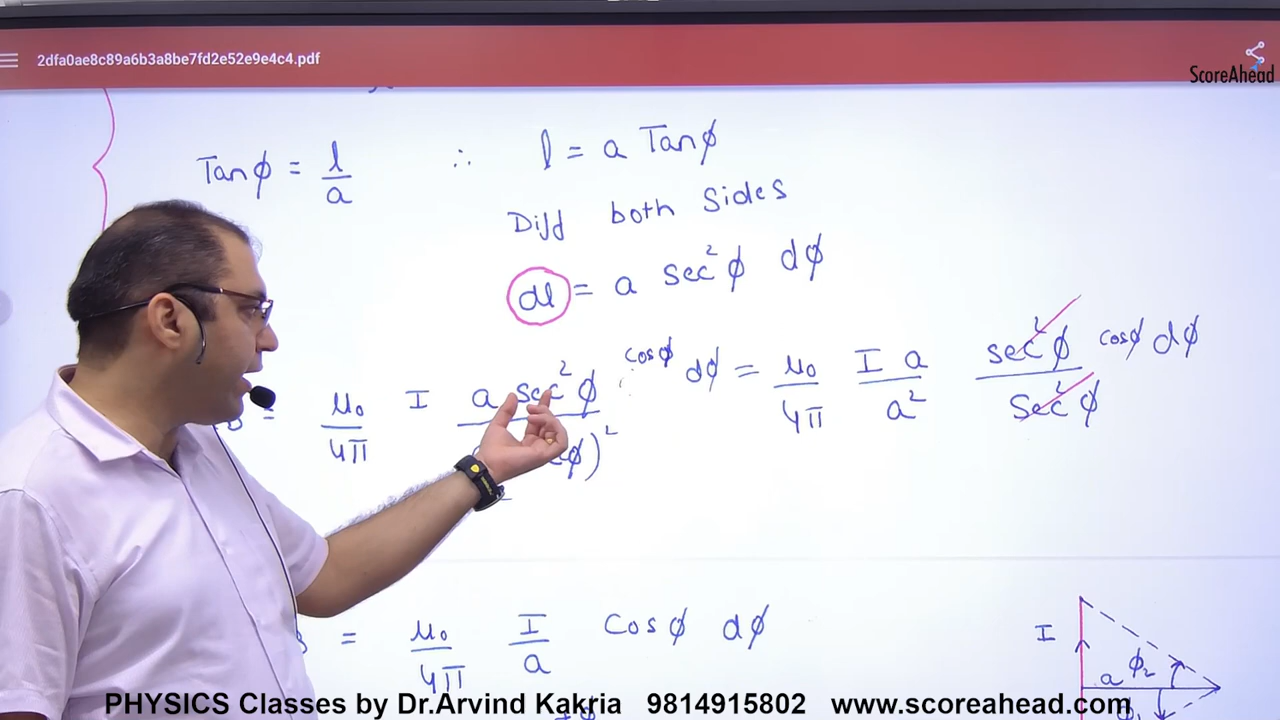 2dfa0ae8c89a6b3a8be7fd2e52e9e4c4.pdf
ScoreAhead
Tanϕ = l/a ∴ l = a Tanϕ
Diff both sides
dl = a sec²ϕ dϕ
= μ₀/4π I a sec²ϕ/ ϕ)² cosϕ dϕ = μ₀/4π I a/a² sec²ϕ/sec²ϕ cosϕ dϕ
= μ₀/4π I/a cosϕ dϕ
I
a ϕ₂
PHYSICS Classes by Dr.Arvind Kakria 9814915802 www.scoreahead.com